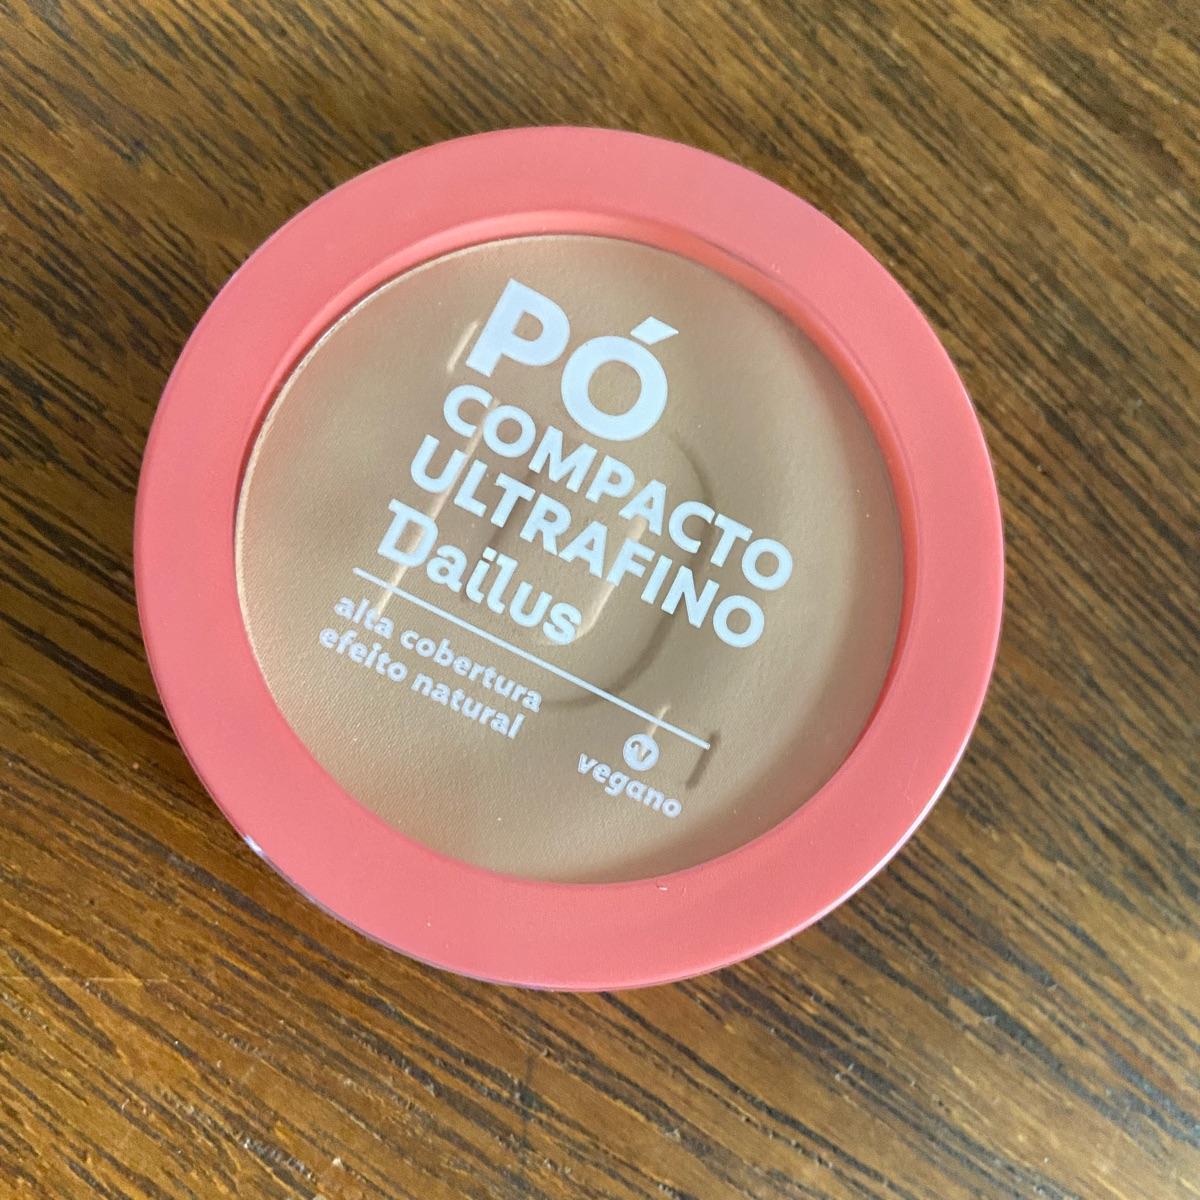 PÓ
COMPACTO
ULTRAFINO
Dailus
alta cobertura
efeito natural
vegano